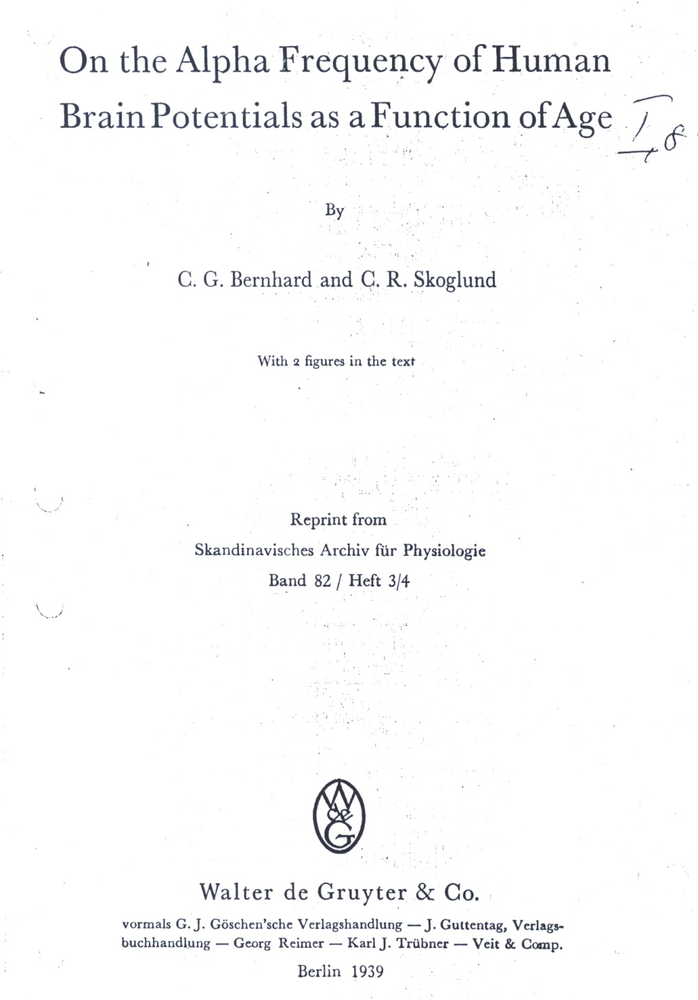 On the Alpha Frequency of Human
Brain Potentials as a Function of Age
I, 8
By
C. G. Bernhard and C. R. Skoglund
With 2 figures in the text
Reprint from
Skandinavisches Archiv für Physiologie
Band 82 / Heft 3/4
W
de
G
Walter de Gruyter & Co.
vormals G. J. Göschen'sche Verlagshandlung — J. Guttentag, Verlags-
buchhandlung — Georg Reimer — Karl J. Trübner — Veit & Comp.
Berlin 1939